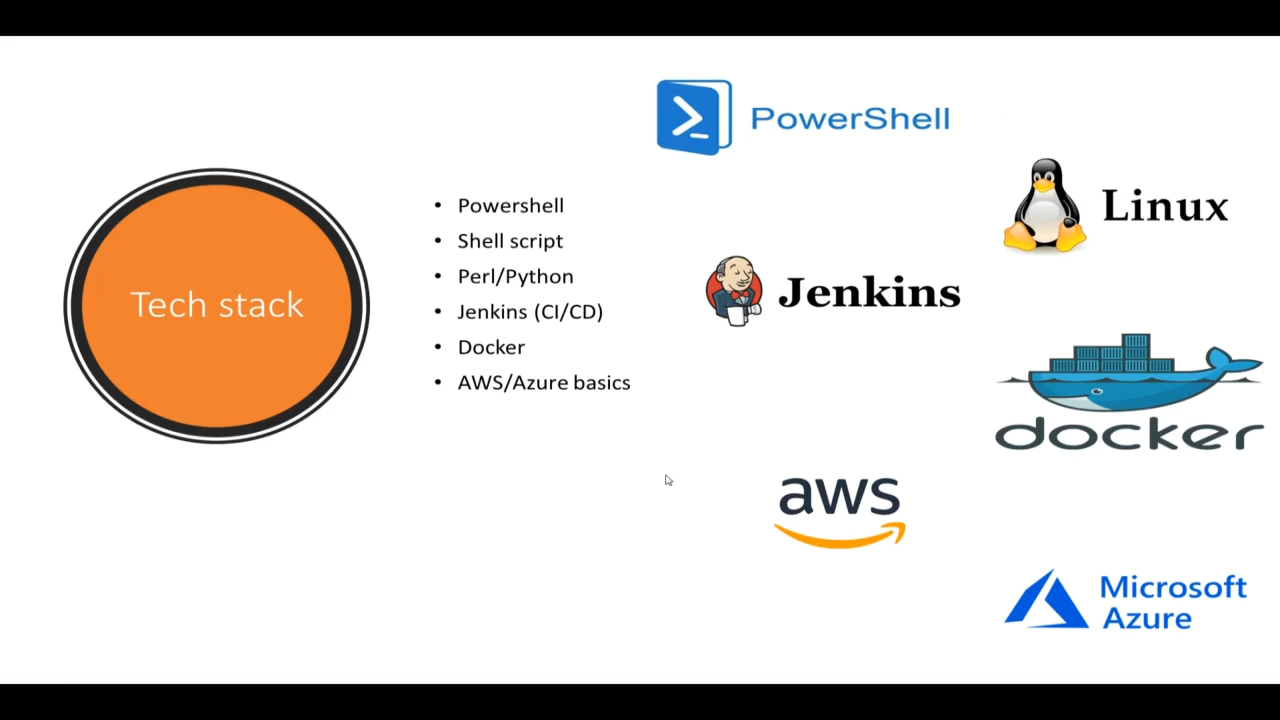 Tech stack
Powershell
Shell script
Perl/Python
Jenkins (CI/CD)
Docker
AWS/Azure basics
PowerShell
Linux
Jenkins
docker
aws
Microsoft
Azure